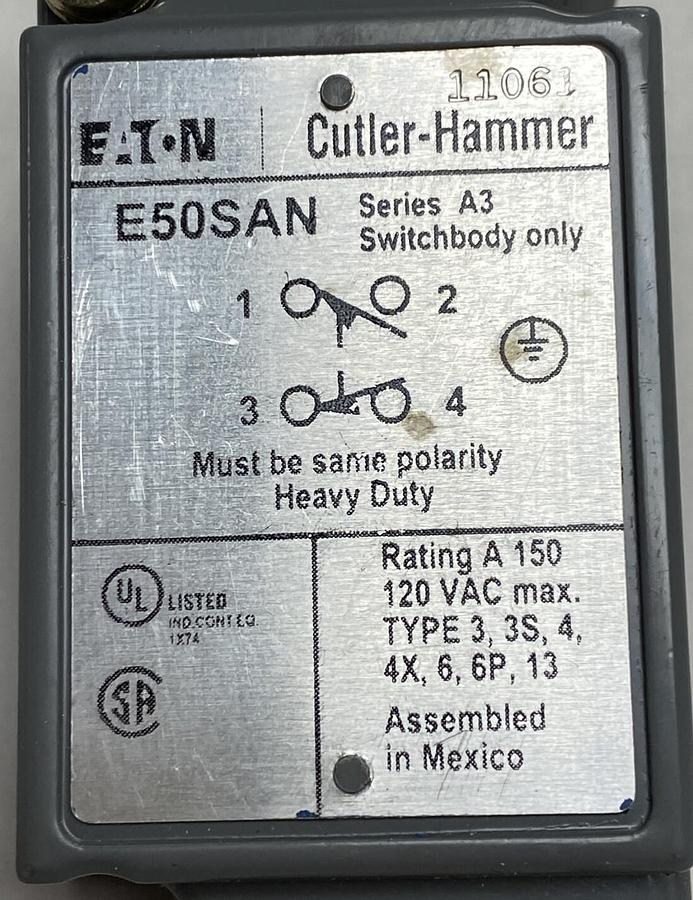 11061
EATON
Cutler-Hammer
E50SAN
Series A3
Switchbody only
1 2
3 4
Must be same polarity
Heavy Duty
UL LISTED
IND.CONT.EQ.
1X74
SA
Rating A 150
120 VAC max.
TYPE 3, 3S, 4,
4X, 6, 6P, 13
Assembled
in Mexico